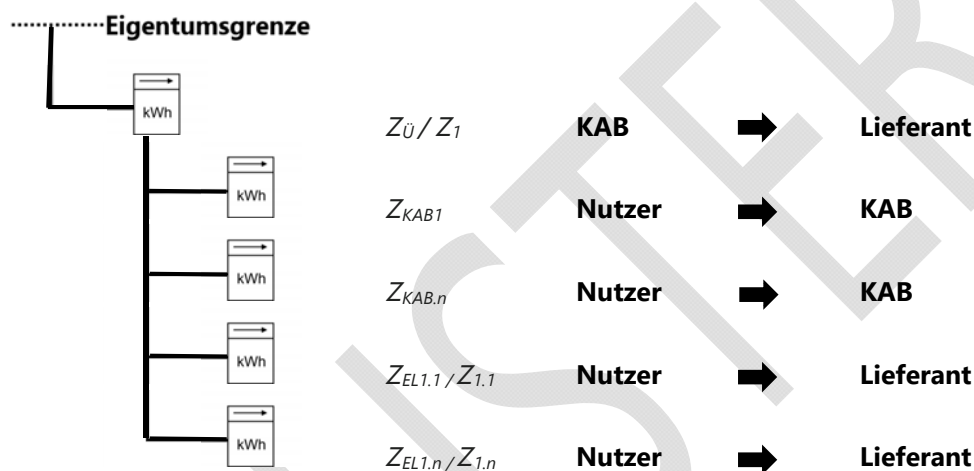 Eigentumsgrenze
kWh
ZÜ / Z1 KAB Lieferant
kWh
ZKAB1 Nutzer KAB
kWh
ZKAB.n Nutzer KAB
kWh
ZEL1.1 / Z1.1 Nutzer Lieferant
kWh
ZEL1.n / Z1.n Nutzer Lieferant